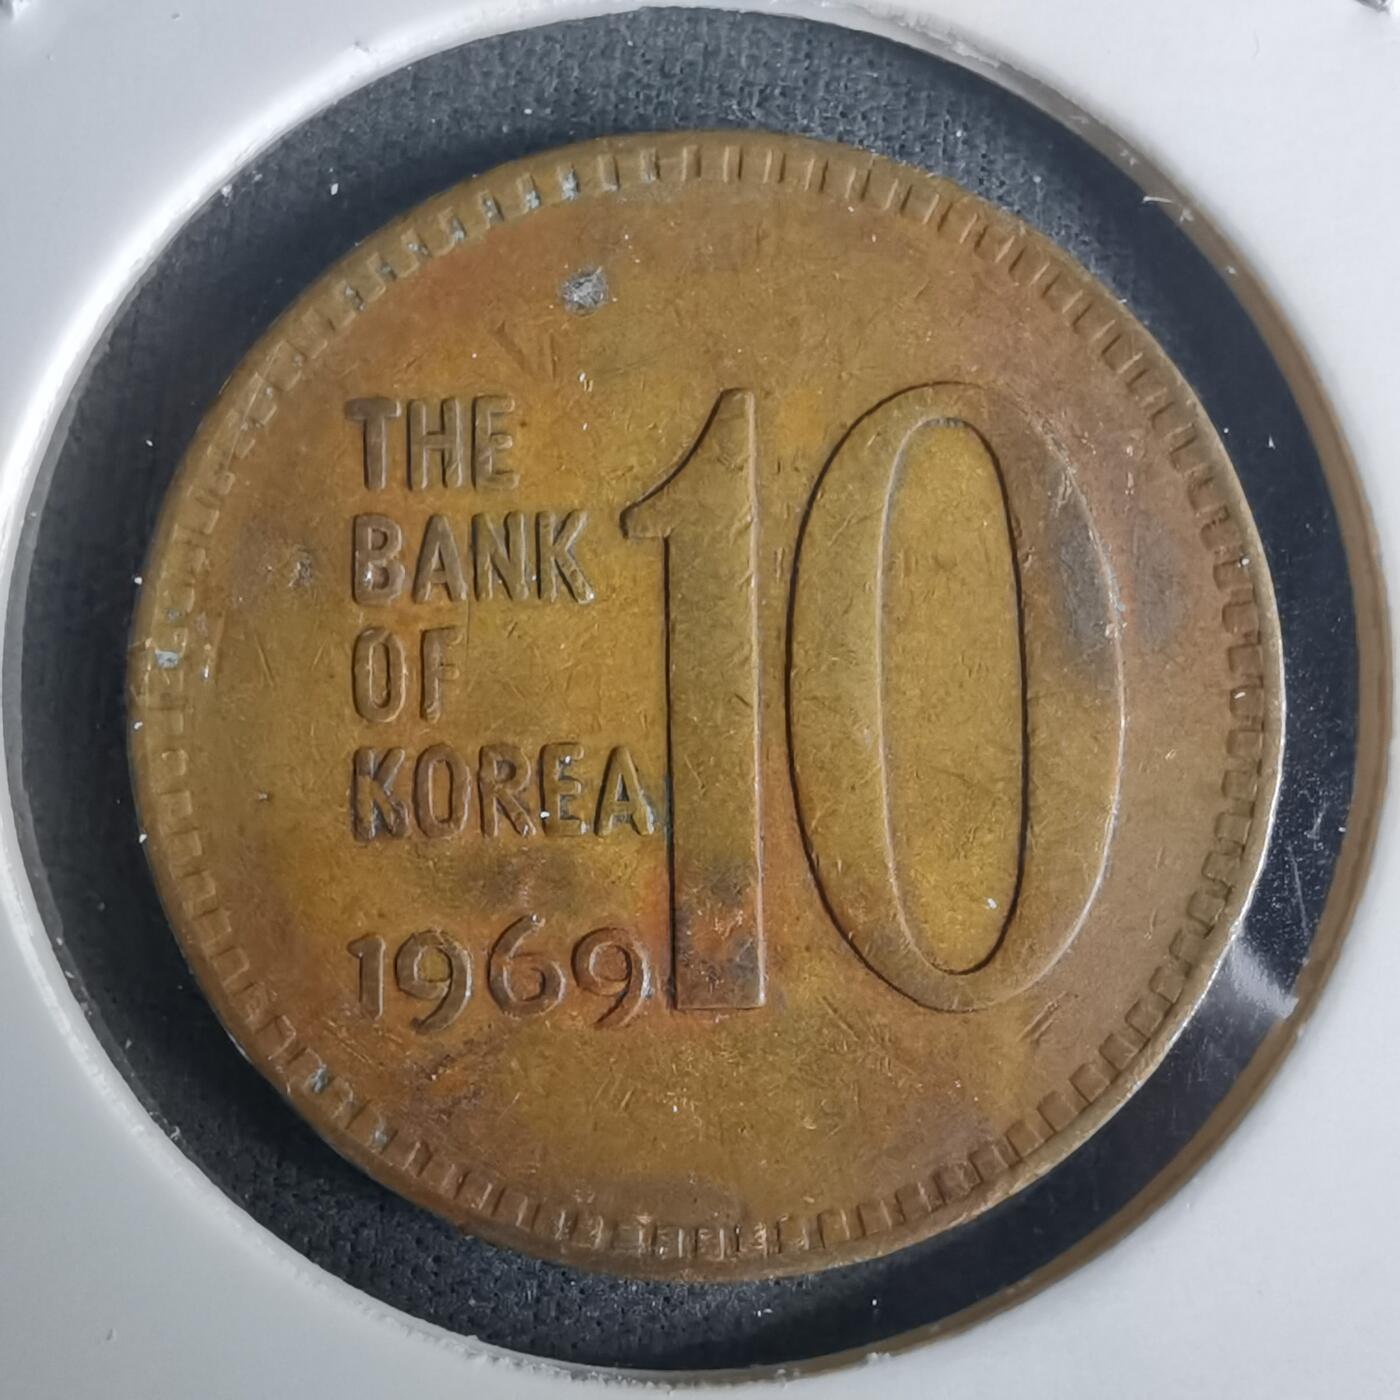 THE
BANK
OF
KOREA
1969
10